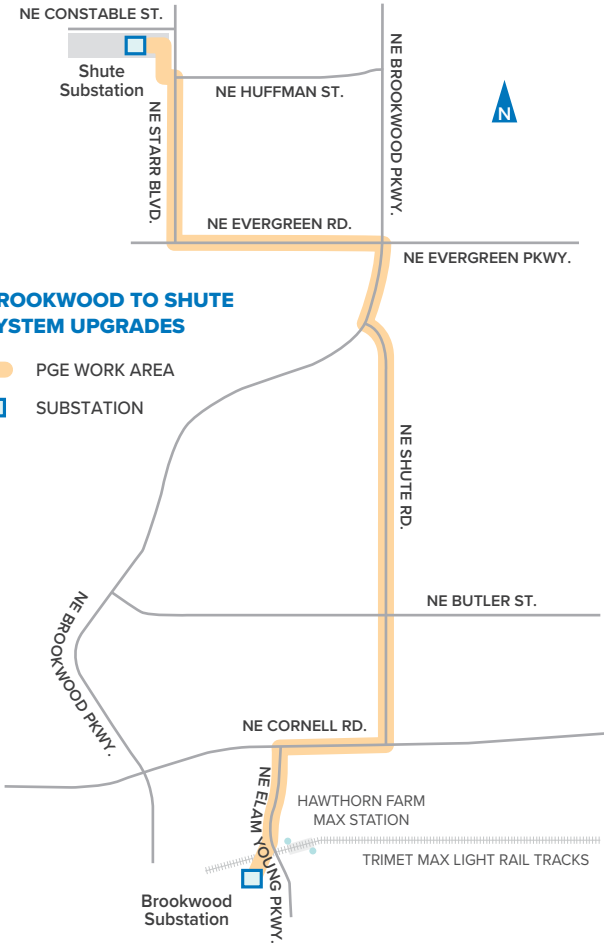 NE CONSTABLE ST.
Shute
Substation
NE HUFFMAN ST.
NE BROOKWOOD PKWY.
N
NE STARR BLVD.
NE EVERGREEN RD.
NE EVERGREEN PKWY.
ROOKWOOD TO SHUTE
YSTEM UPGRADES
PGE WORK AREA
SUBSTATION
NE SHUTE RD.
NE BUTLER ST.
NE BROOKWOOD PKWY.
NE CORNELL RD.
NE ELAM YOUNG PKWY.
HAWTHORN FARM
MAX STATION
TRIMET MAX LIGHT RAIL TRACKS
Brookwood
Substation